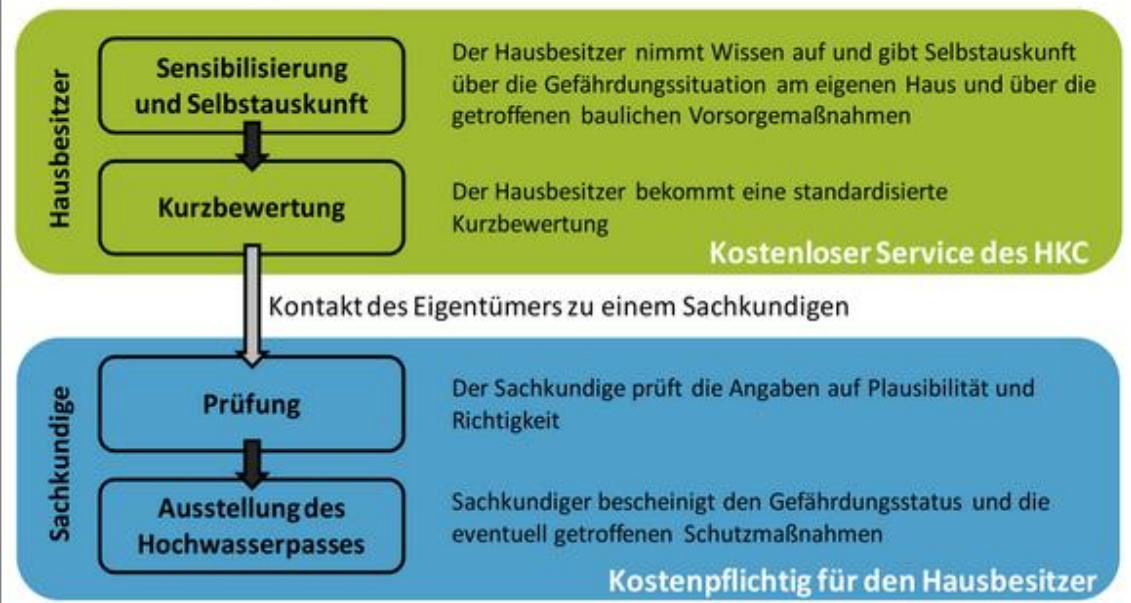 Hausbesitzer
Sensibilisierung
und Selbstauskunft
Der Hausbesitzer nimmt Wissen auf und gibt Selbstauskunft
über die Gefährdungssituation am eigenen Haus und über die
getroffenen baulichen Vorsorgemaßnahmen
Kurzbewertung
Der Hausbesitzer bekommt eine standardisierte
Kurzbewertung
Kostenloser Service des HKC
Kontakt des Eigentümers zu einem Sachkundigen
Sachkundige
Prüfung
Der Sachkundige prüft die Angaben auf Plausibilität und
Richtigkeit
Ausstellung des
Hochwasserpasses
Sachkundiger bescheinigt den Gefährdungsstatus und die
eventuell getroffenen Schutzmaßnahmen
Kostenpflichtig für den Hausbesitzer